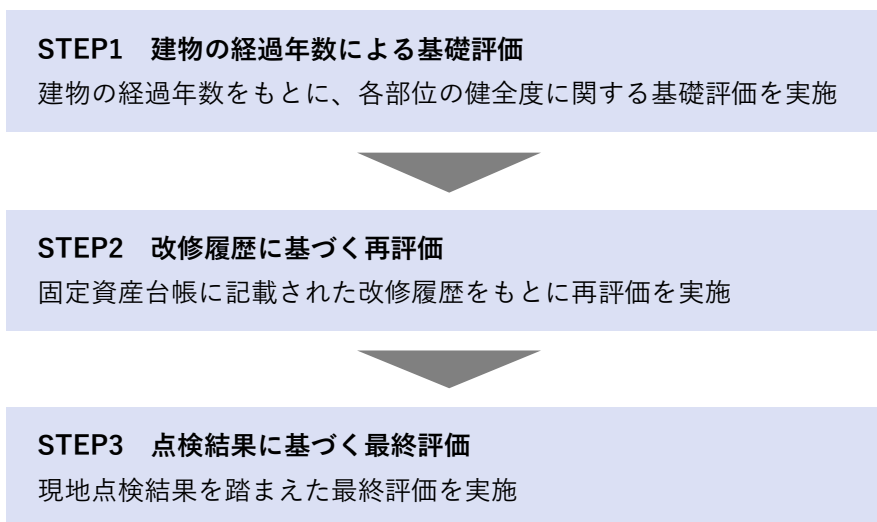 STEP1　建物の経過年数による基礎評価
建物の経過年数をもとに、各部位の健全度に関する基礎評価を実施
STEP2　改修履歴に基づく再評価
固定資産台帳に記載された改修履歴をもとに再評価を実施
STEP3　点検結果に基づく最終評価
現地点検結果を踏まえた最終評価を実施